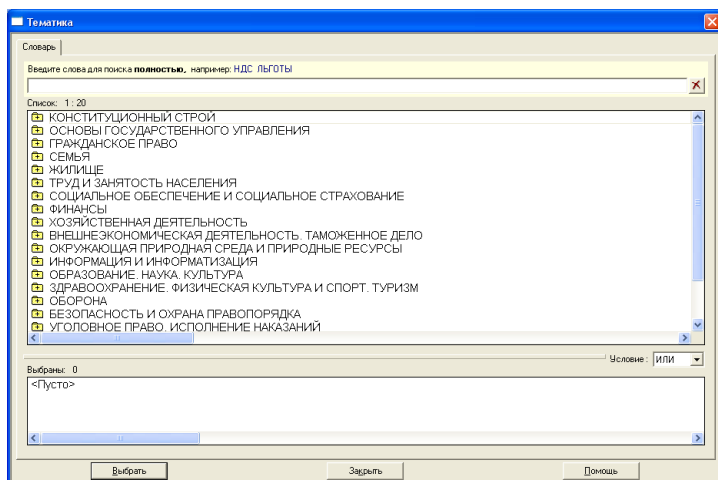 Тематика
Словарь
Введите слова для поиска полностью, например: НДС ЛЬГОТЫ
Список: 1 : 20
КОНСТИТУЦИОННЫЙ СТРОЙ
ОСНОВЫ ГОСУДАРСТВЕННОГО УПРАВЛЕНИЯ
ГРАЖДАНСКОЕ ПРАВО
СЕМЬЯ
ЖИЛИЩЕ
ТРУД И ЗАНЯТОСТЬ НАСЕЛЕНИЯ
СОЦИАЛЬНОЕ ОБЕСПЕЧЕНИЕ И СОЦИАЛЬНОЕ СТРАХОВАНИЕ
ФИНАНСЫ
ХОЗЯЙСТВЕННАЯ ДЕЯТЕЛЬНОСТЬ
ВНЕШНЕЭКОНОМИЧЕСКАЯ ДЕЯТЕЛЬНОСТЬ. ТАМОЖЕННОЕ ДЕЛО
ОКРУЖАЮЩАЯ ПРИРОДНАЯ СРЕДА И ПРИРОДНЫЕ РЕСУРСЫ
ИНФОРМАЦИЯ И ИНФОРМАТИЗАЦИЯ
ОБРАЗОВАНИЕ. НАУКА. КУЛЬТУРА
ЗДРАВООХРАНЕНИЕ. ФИЗИЧЕСКАЯ КУЛЬТУРА И СПОРТ. ТУРИЗМ
ОБОРОНА
БЕЗОПАСНОСТЬ И ОХРАНА ПРАВОПОРЯДКА
УГОЛОВНОЕ ПРАВО. ИСПОЛНЕНИЕ НАКАЗАНИЙ
Условие: ИЛИ
Выбраны: 0
<Пусто>
Выбрать Закрыть Помощь